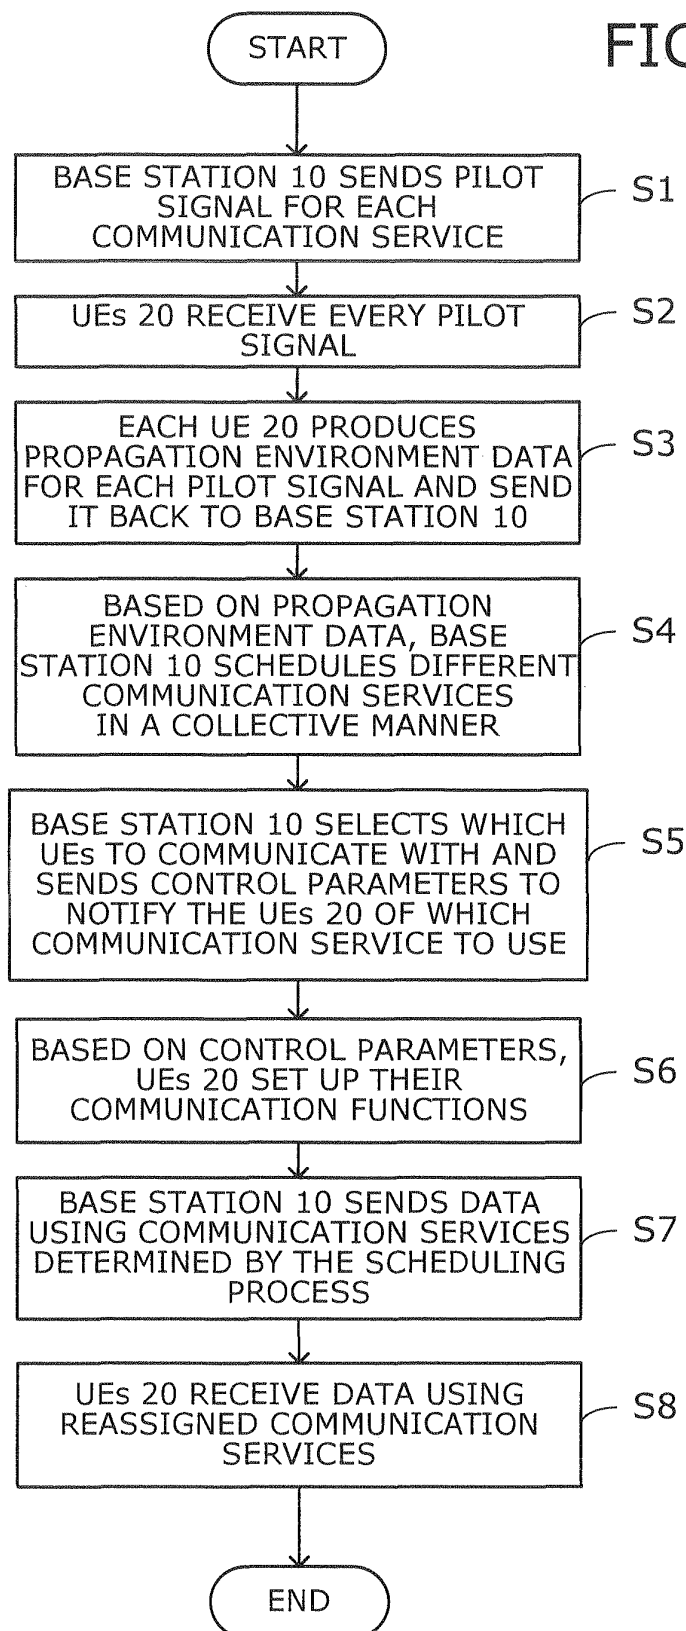 START
FIG
BASE STATION 10 SENDS PILOT
SIGNAL FOR EACH
COMMUNICATION SERVICE
S1
UEs 20 RECEIVE EVERY PILOT
SIGNAL
S2
EACH UE 20 PRODUCES
PROPAGATION ENVIRONMENT DATA
FOR EACH PILOT SIGNAL AND SEND
IT BACK TO BASE STATION 10
S3
BASED ON PROPAGATION
ENVIRONMENT DATA, BASE
STATION 10 SCHEDULES DIFFERENT
COMMUNICATION SERVICES
IN A COLLECTIVE MANNER
S4
BASE STATION 10 SELECTS WHICH
UEs TO COMMUNICATE WITH AND
SENDS CONTROL PARAMETERS TO
NOTIFY THE UEs 20 OF WHICH
COMMUNICATION SERVICE TO USE
S5
BASED ON CONTROL PARAMETERS,
UEs 20 SET UP THEIR
COMMUNICATION FUNCTIONS
S6
BASE STATION 10 SENDS DATA
USING COMMUNICATION SERVICES
DETERMINED BY THE SCHEDULING
PROCESS
S7
UEs 20 RECEIVE DATA USING
REASSIGNED COMMUNICATION
SERVICES
S8
END